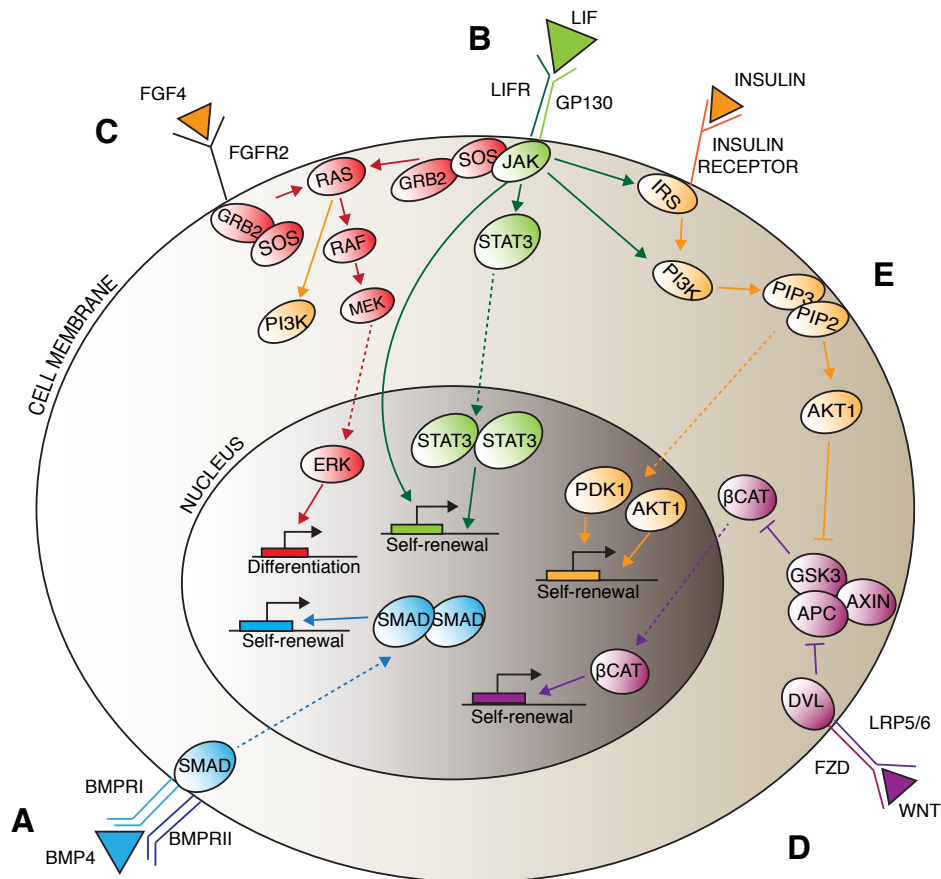 LIF
B
INSULIN
FGF4
LIFR
GP130
C
FGFR2
INSULIN
RECEPTOR
SOS
JAK
RAS
GRB2
IRS
GRB2
SOS
RAF
STAT3
PI3K
E
PIP3
MEK
PI3K
PIP2
CELL MEMBRANE
AKT1
STAT3
STAT3
NUCLEUS
ERK
PDK1
βCAT
AKT1
Self-renewal
Differentiation
GSK3
Self-renewal
AXIN
APC
SMAD
SMAD
Self-renewal
βCAT
DVL
Self-renewal
LRP5/6
SMAD
FZD
BMPRI
WNT
A
BMPRII
D
BMP4